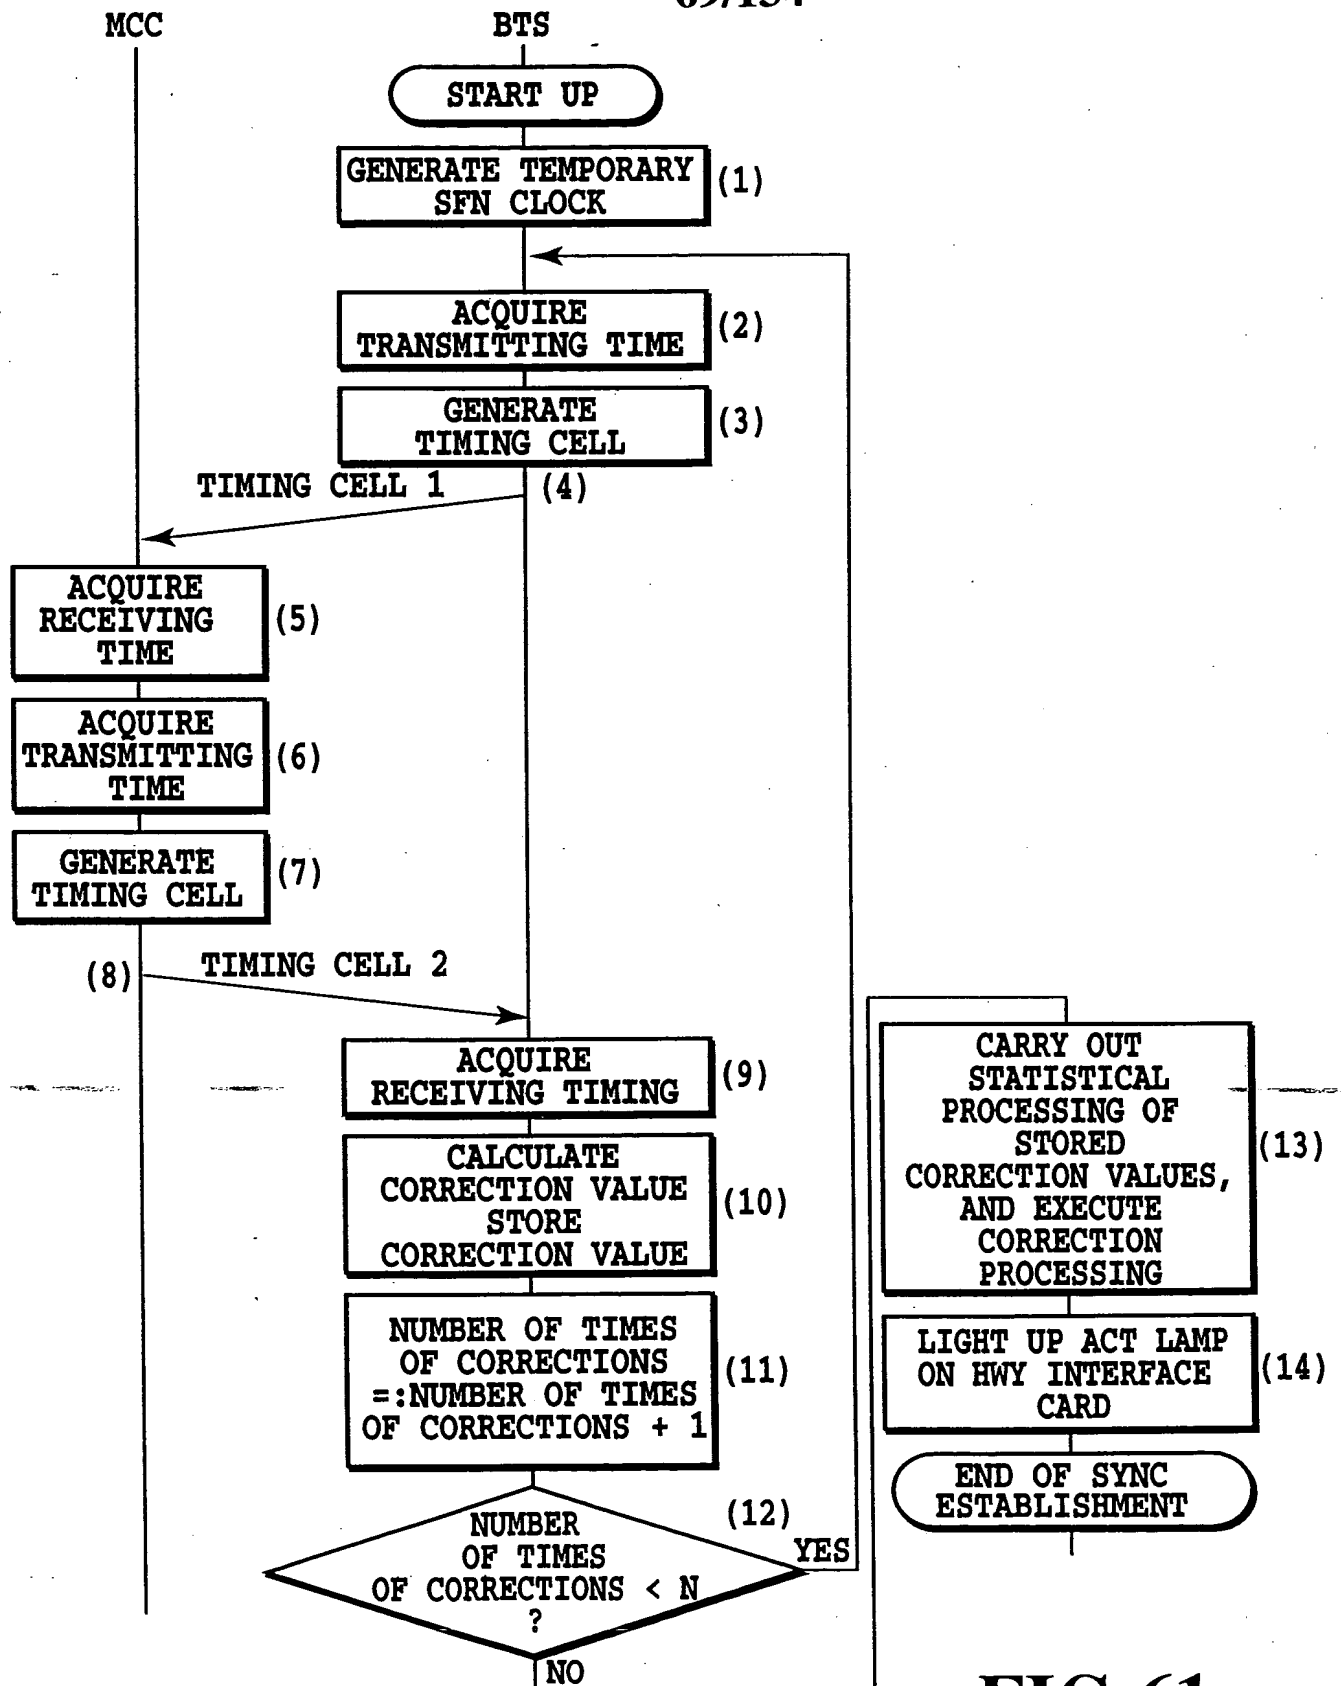 MCC
BTS
START UP
GENERATE TEMPORARY
SFN CLOCK
(1)
ACQUIRE
TRANSMITTING TIME
(2)
GENERATE
TIMING CELL
(3)
TIMING CELL 1
(4)
ACQUIRE
RECEIVING
TIME
(5)
ACQUIRE
TRANSMITTING
TIME
(6)
GENERATE
TIMING CELL
(7)
(8)
TIMING CELL 2
ACQUIRE
RECEIVING TIMING
(9)
CALCULATE
CORRECTION VALUE
STORE
CORRECTION VALUE
(10)
NUMBER OF TIMES
OF CORRECTIONS
=:NUMBER OF TIMES
OF CORRECTIONS + 1
(11)
(12)
NUMBER
OF TIMES
OF CORRECTIONS < N
?
YES
NO
CARRY OUT
STATISTICAL
PROCESSING OF
STORED
CORRECTION VALUES,
AND EXECUTE
CORRECTION
PROCESSING
(13)
LIGHT UP ACT LAMP
ON HWY INTERFACE
CARD
(14)
END OF SYNC
ESTABLISHMENT